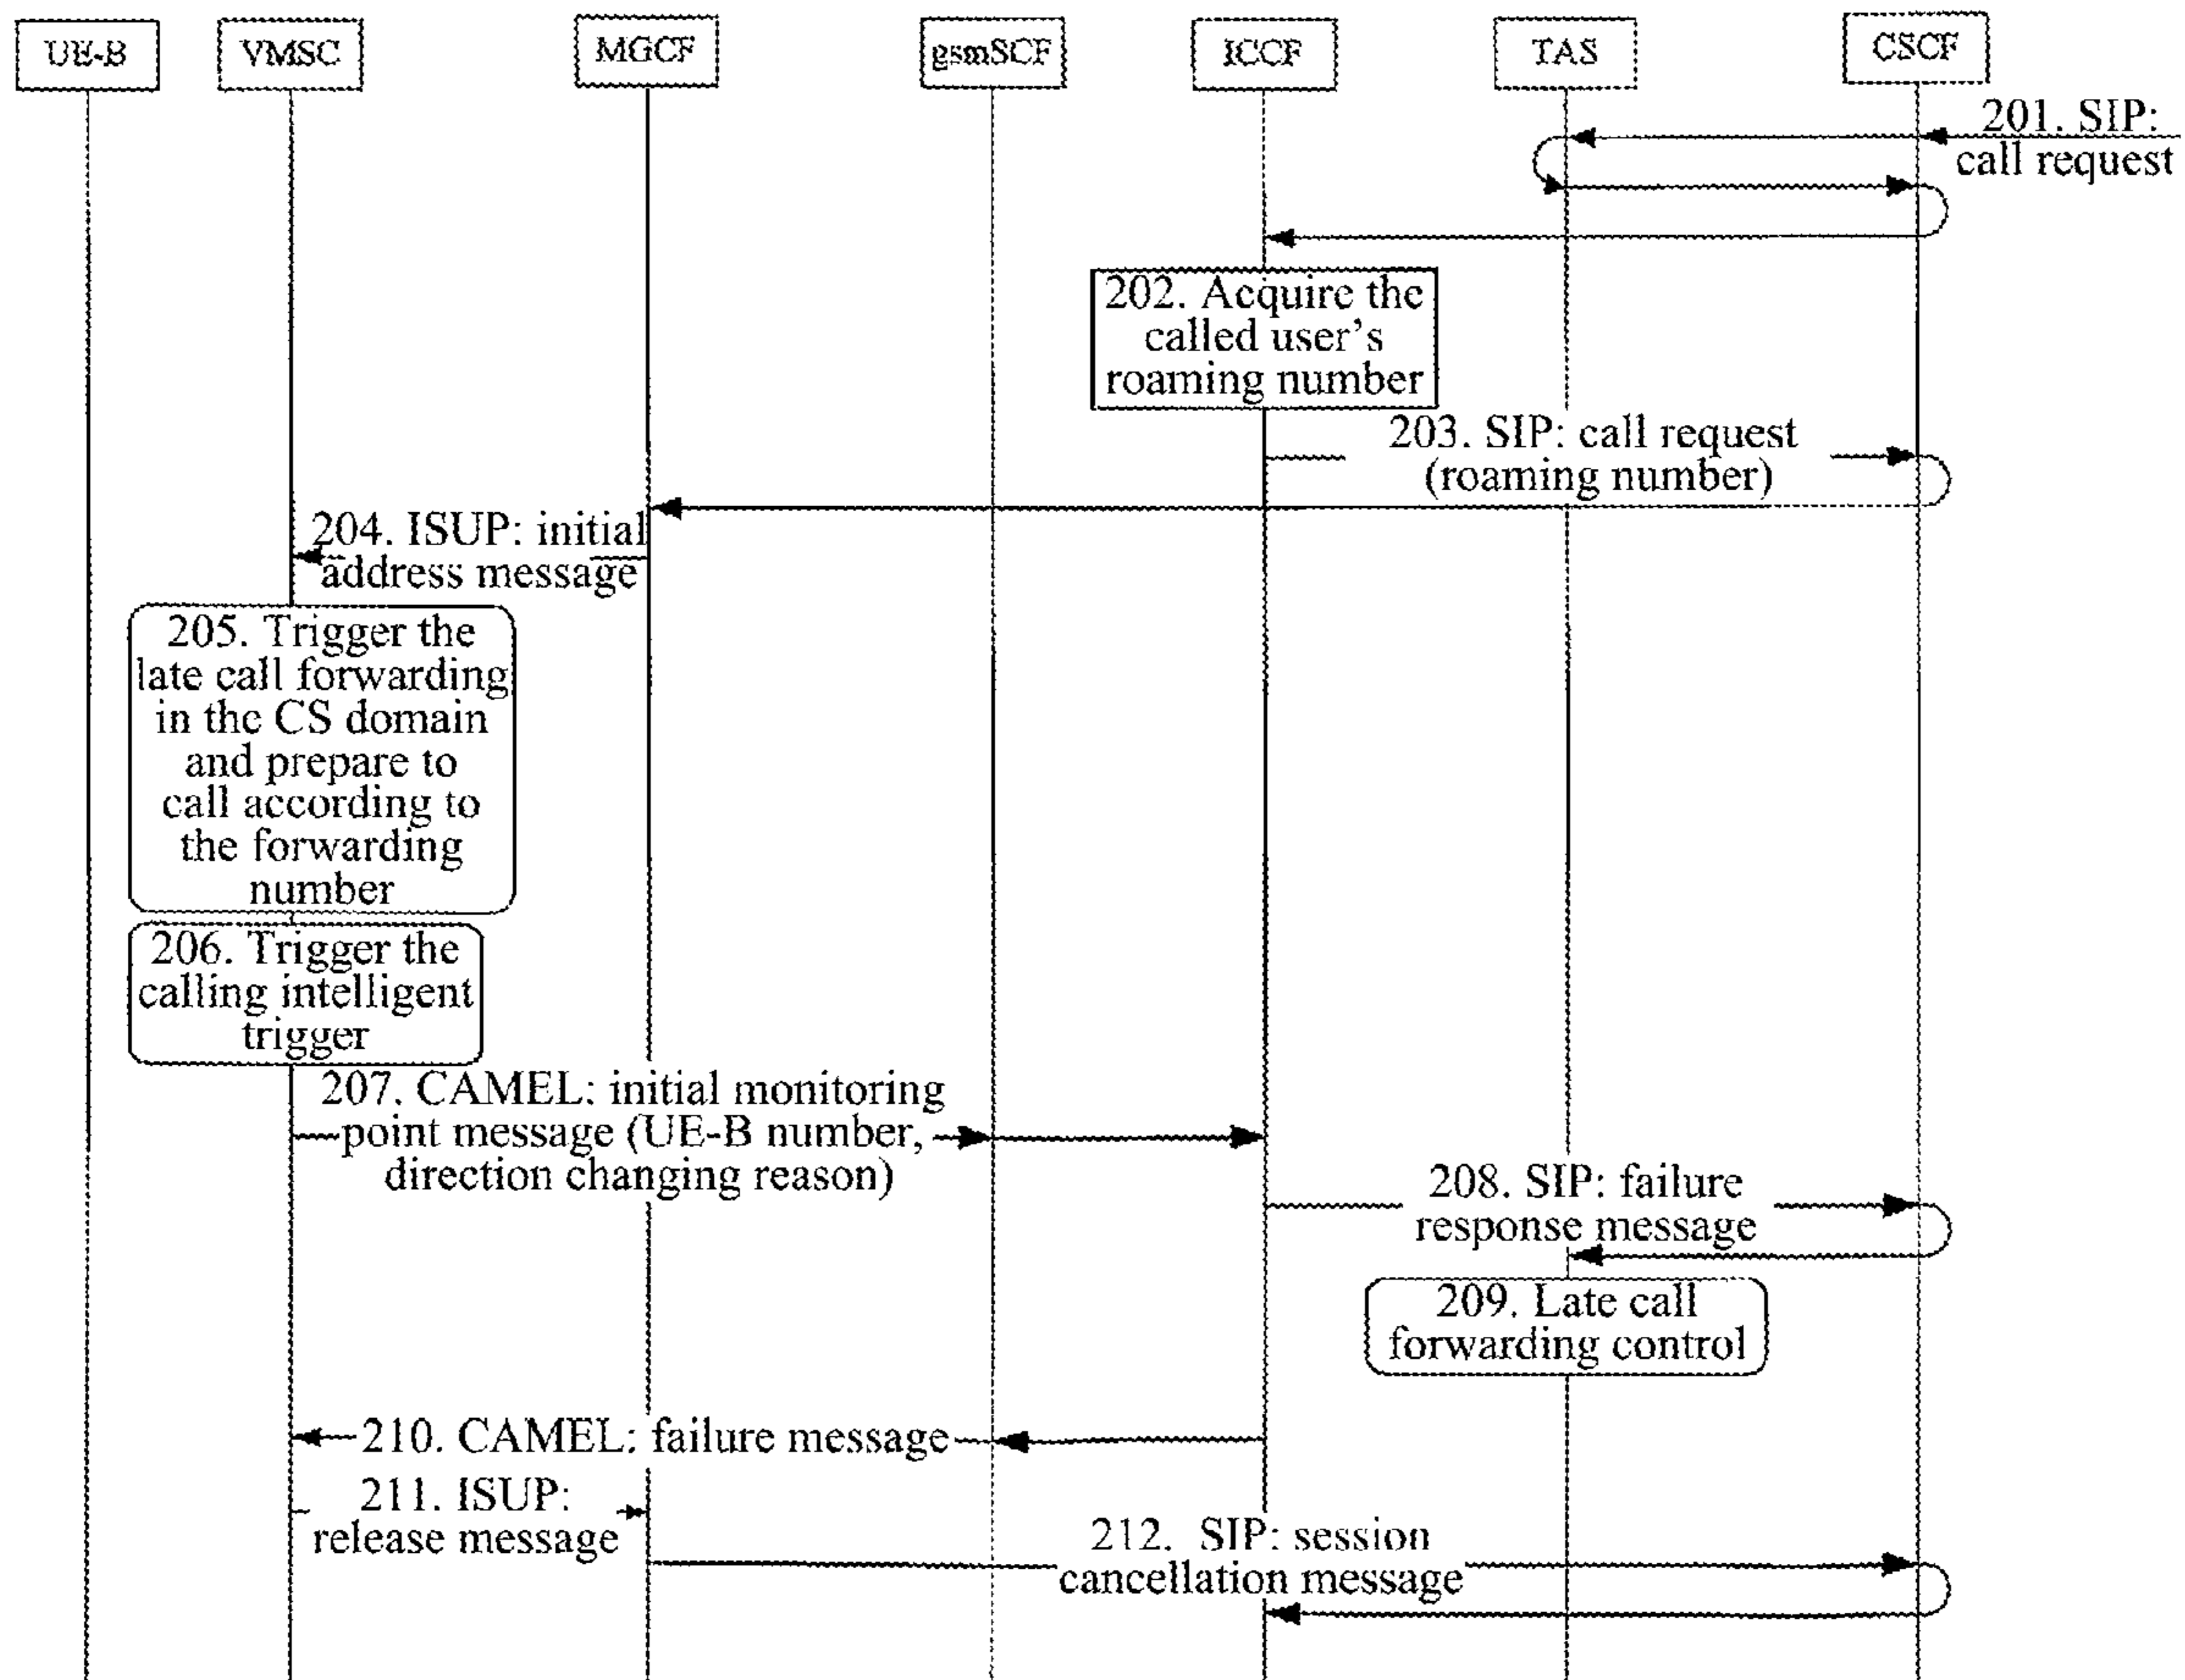 UE-B
VMSC
MGCF
gsmSCF
ICCF
TAS
CSCF
201. SIP:
call request
202. Acquire the
called user's
roaming number
203. SIP: call request
(roaming number)
204. ISUP: initial
address message
205. Trigger the
late call forwarding
in the CS domain
and prepare to
call according to
the forwarding
number
206. Trigger the
calling intelligent
trigger
207. CAMEL: initial monitoring
point message (UE-B number,
direction changing reason)
208. SIP: failure
response message
209. Late call
forwarding control
210. CAMEL: failure message
211. ISUP:
release message
212. SIP: session
cancellation message